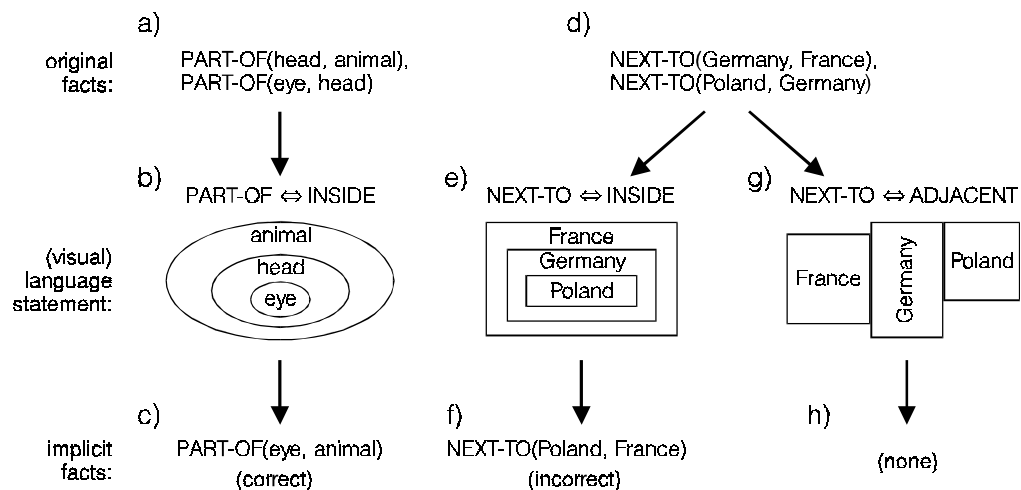 a)
d)
original
facts:
PART-OF(head, animal),
PART-OF(eye, head)
NEXT-TO(Germany, France),
NEXT-TO(Poland, Germany)
b)
e)
g)
PART-OF ⇔ INSIDE
NEXT-TO ⇔ INSIDE
NEXT-TO ⇔ ADJACENT
(visual)
language
statement:
animal
head
eye
France
Germany
Poland
France
Germany
Poland
c)
f)
h)
implicit
facts:
PART-OF(eye, animal)
(correct)
NEXT-TO(Poland, France)
(incorrect)
(none)